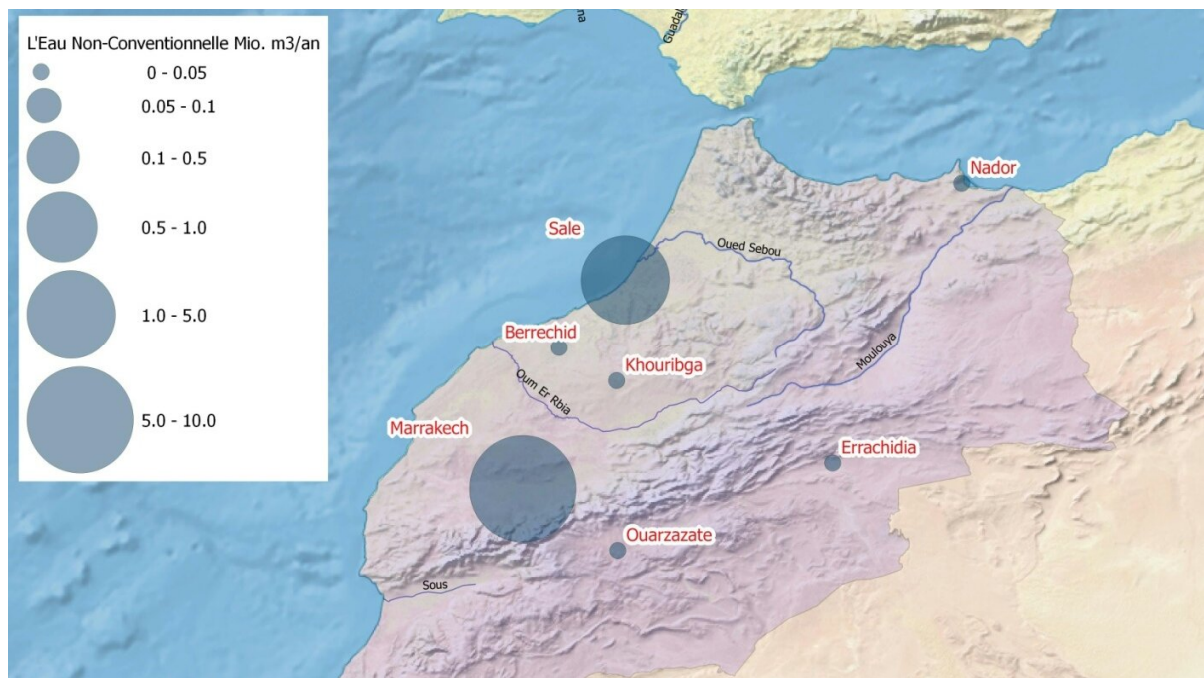 L'Eau Non-Conventionnelle Mio. m3/an
0 - 0.05
0.05 - 0.1
0.1 - 0.5
0.5 - 1.0
1.0 - 5.0
5.0 - 10.0
Nador
Sale
Oued Sebou
Berrechid
Khouribga
Moulouya
Oum Er Rbia
Marrakech
Errachidia
Ouarzazate
Sous